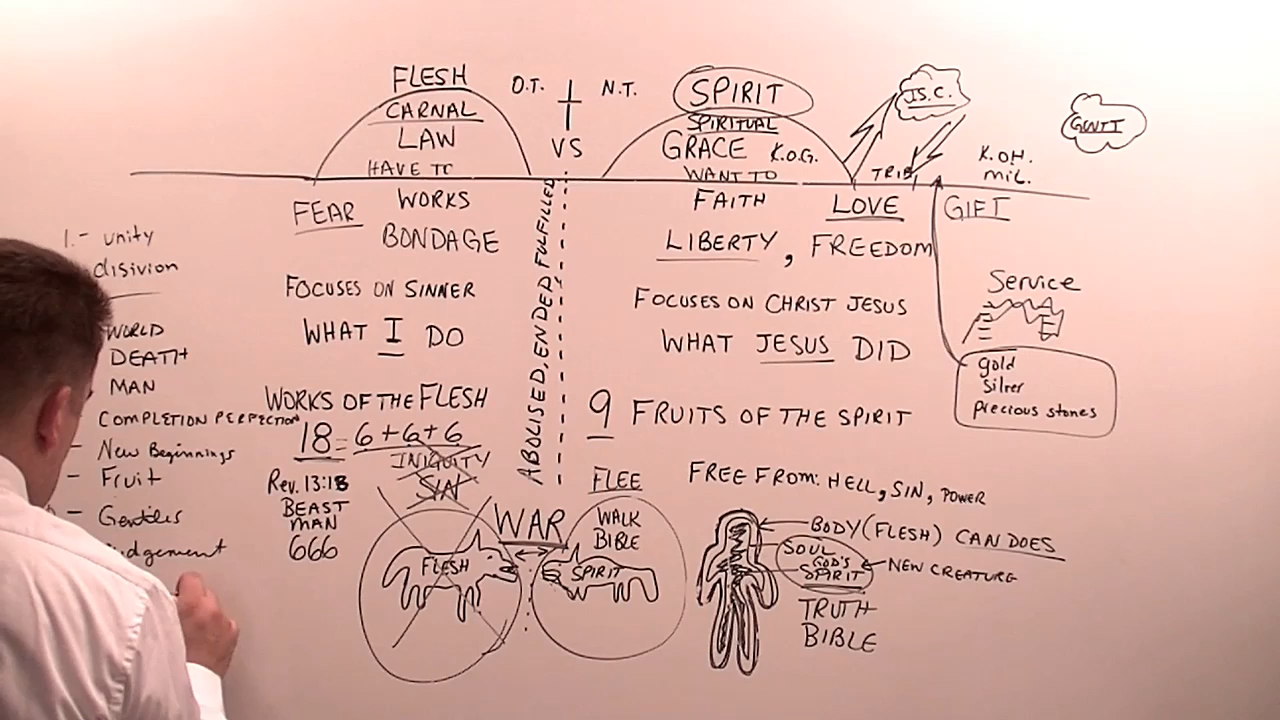 FLESH
CARNAL
LAW
HAVE TO
O.T.
N.T.
VS
SPIRIT
SPIRITUAL
GRACE K.O.G.
WANT TO
J.S.C.
TRIB
K.O.H.
MIL.
GWTJ
FEAR
WORKS
BONDAGE
FOCUSES ON SINNER
WHAT I DO
ABOLISED, ENDED, FULFILLED
FAITH
LOVE
GIFT
LIBERTY, FREEDOM
FOCUSES ON CHRIST JESUS
WHAT JESUS DID
Service
gold
silver
precious stones
1.- unity
disivion
WORLD
DEATH
MAN
COMPLETION PERFECTION
- New Beginnings
- Fruit
- Gentiles
WORKS OF THE FLESH
18 = 6+6+6
INIQUITY
SIN
Rev. 13:18
BEAST
MAN
666
9 FRUITS OF THE SPIRIT
FLEE
WALK
BIBLE
WAR
FLESH
SPIRIT
FREE FROM: HELL, SIN, POWER
BODY (FLESH) CAN DOES
SOUL
GOD'S
SPIRIT
NEW CREATURE
TRUTH
BIBLE